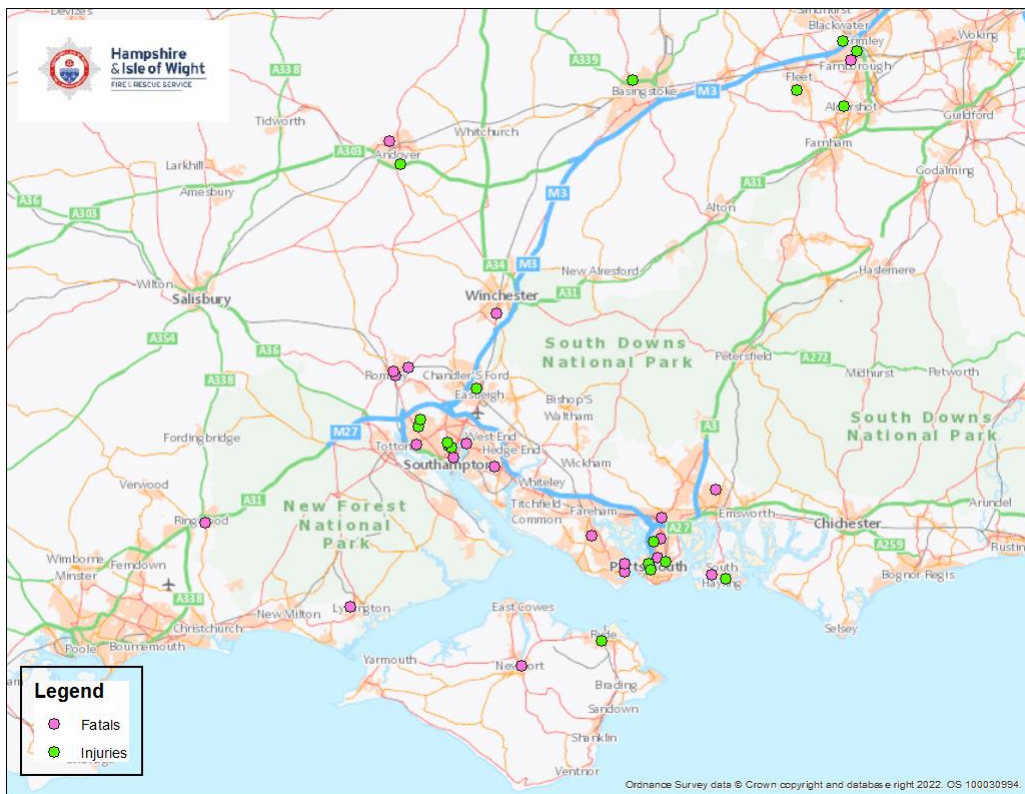 Devizes
Sandhurst
Blackwater
Hampshire
& Isle of Wight
FIRE & RESCUE SERVICE
A338
A339
Basingstoke
M3
Fleet
Farnborough
Woking
Aldershot
Guildford
Tidworth
Whitchurch
Andover
A303
Farnham
Godalming
Larkhill
Amesbury
A36
A303
M3
A31
Alton
A34
M3
New Alresford
Haslemere
Wilton
Salisbury
Winchester
A31
A354
A36
South Downs
National Park
Petersfield
A272
Midhurst
Petworth
A338
Chandler'S Ford
Eastleigh
Bishop'S
Waltham
A3
South Downs
National Park
Fordingbridge
M27
Totton
West End
Hedge End
Southampton
Wickham
Whiteley
Verwood
A31
New Forest
National
Park
Titchfield
Common
Fareham
Emsworth
Arundel
Chichester
Ringwood
A27
A259
Wimborne
Minster
Ferndown
South
Hayling
Bognor Regis
A338
New Milton
Lymington
East Cowes
Selsey
Christchurch
Poole
Bournemouth
Ryde
Yarmouth
Newport
Brading
Sandown
Shanklin
Ventnor
Legend
Fatals
Injuries
Ordnance Survey data © Crown copyright and database right 2022. OS 100030994.